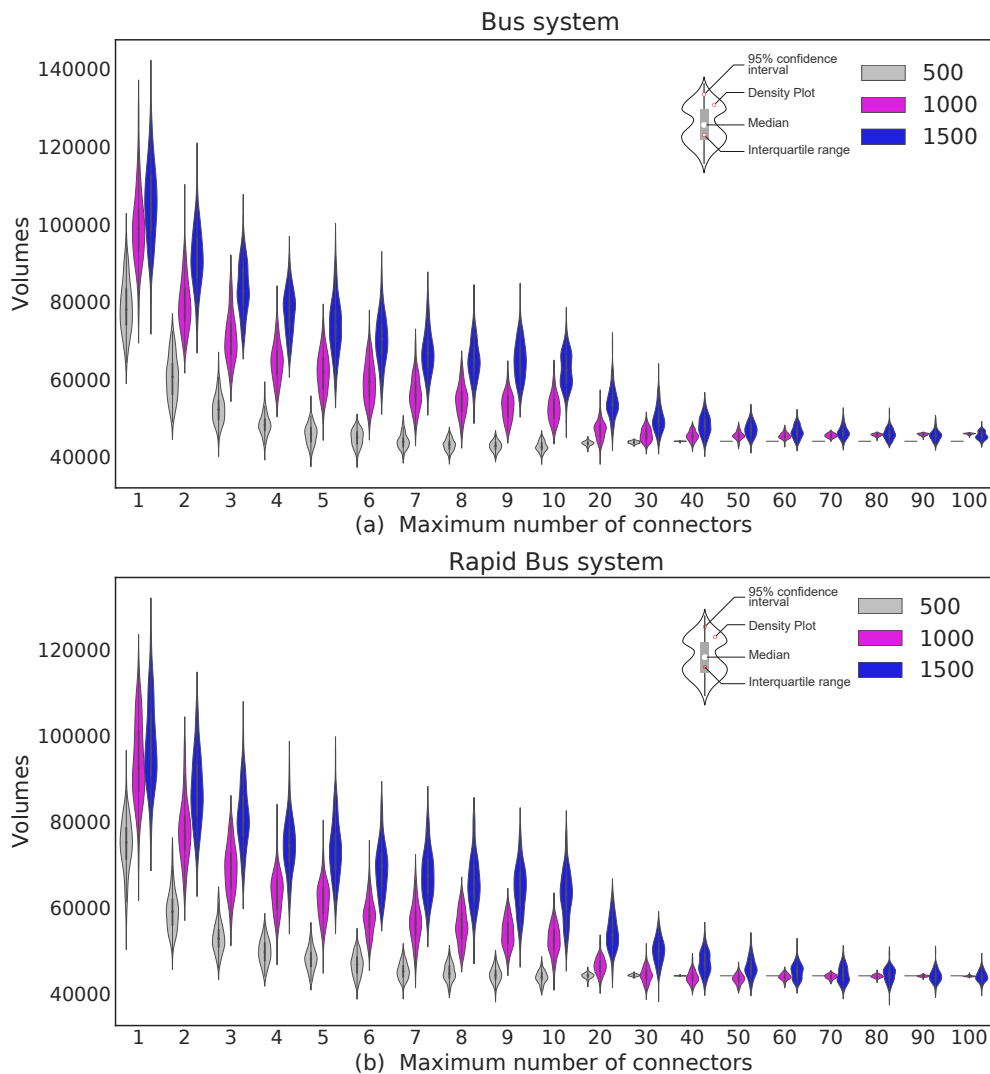 Bus system
140000
120000
100000
80000
60000
40000
Volumes
95% confidence
interval
Density Plot
Median
Interquartile range
500
1000
1500
1 2 3 4 5 6 7 8 9 10 20 30 40 50 60 70 80 90 100
(a) Maximum number of connectors
Rapid Bus system
120000
100000
80000
60000
40000
Volumes
95% confidence
interval
Density Plot
Median
Interquartile range
500
1000
1500
1 2 3 4 5 6 7 8 9 10 20 30 40 50 60 70 80 90 100
(b) Maximum number of connectors